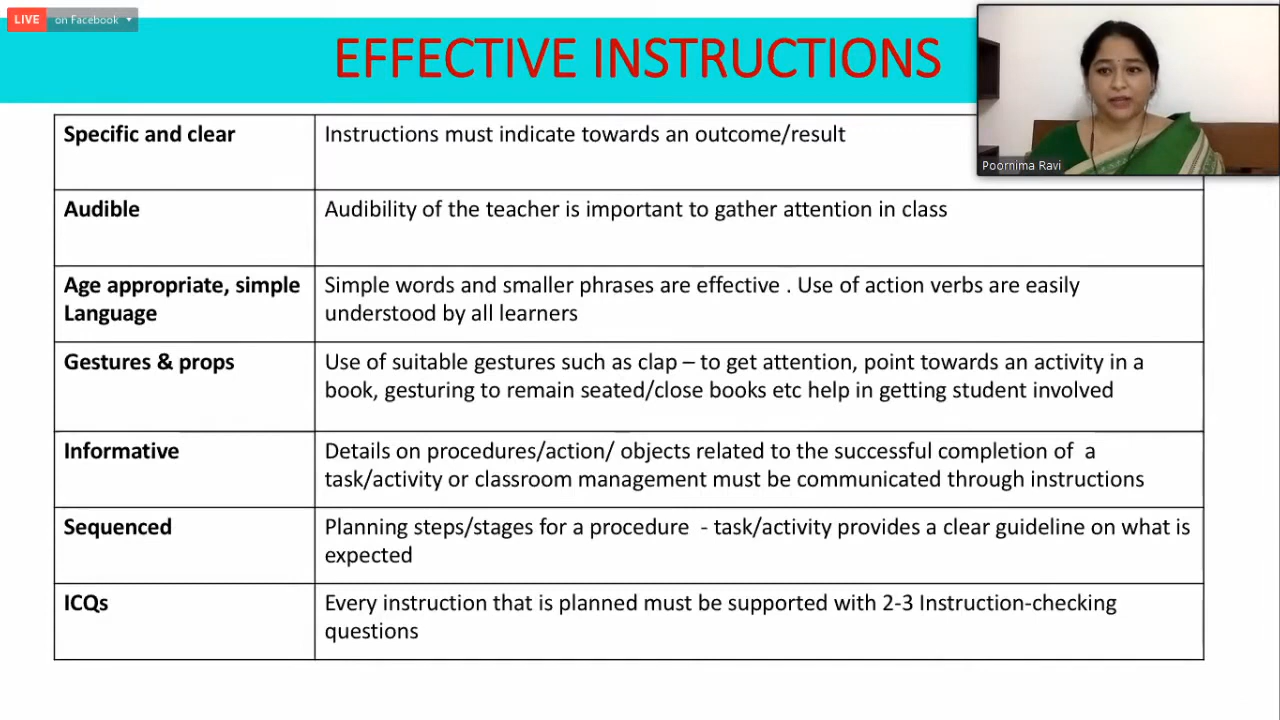 LIVE on Facebook
EFFECTIVE INSTRUCTIONS
Poornima Ravi
Specific and clear
Instructions must indicate towards an outcome/result
Audible
Audibility of the teacher is important to gather attention in class
Age appropriate, simple
Language
Simple words and smaller phrases are effective . Use of action verbs are easily
understood by all learners
Gestures & props
Use of suitable gestures such as clap – to get attention, point towards an activity in a
book, gesturing to remain seated/close books etc help in getting student involved
Informative
Details on procedures/action/ objects related to the successful completion of  a
task/activity or classroom management must be communicated through instructions
Sequenced
Planning steps/stages for a procedure  - task/activity provides a clear guideline on what is
expected
ICQs
Every instruction that is planned must be supported with 2-3 Instruction-checking
questions